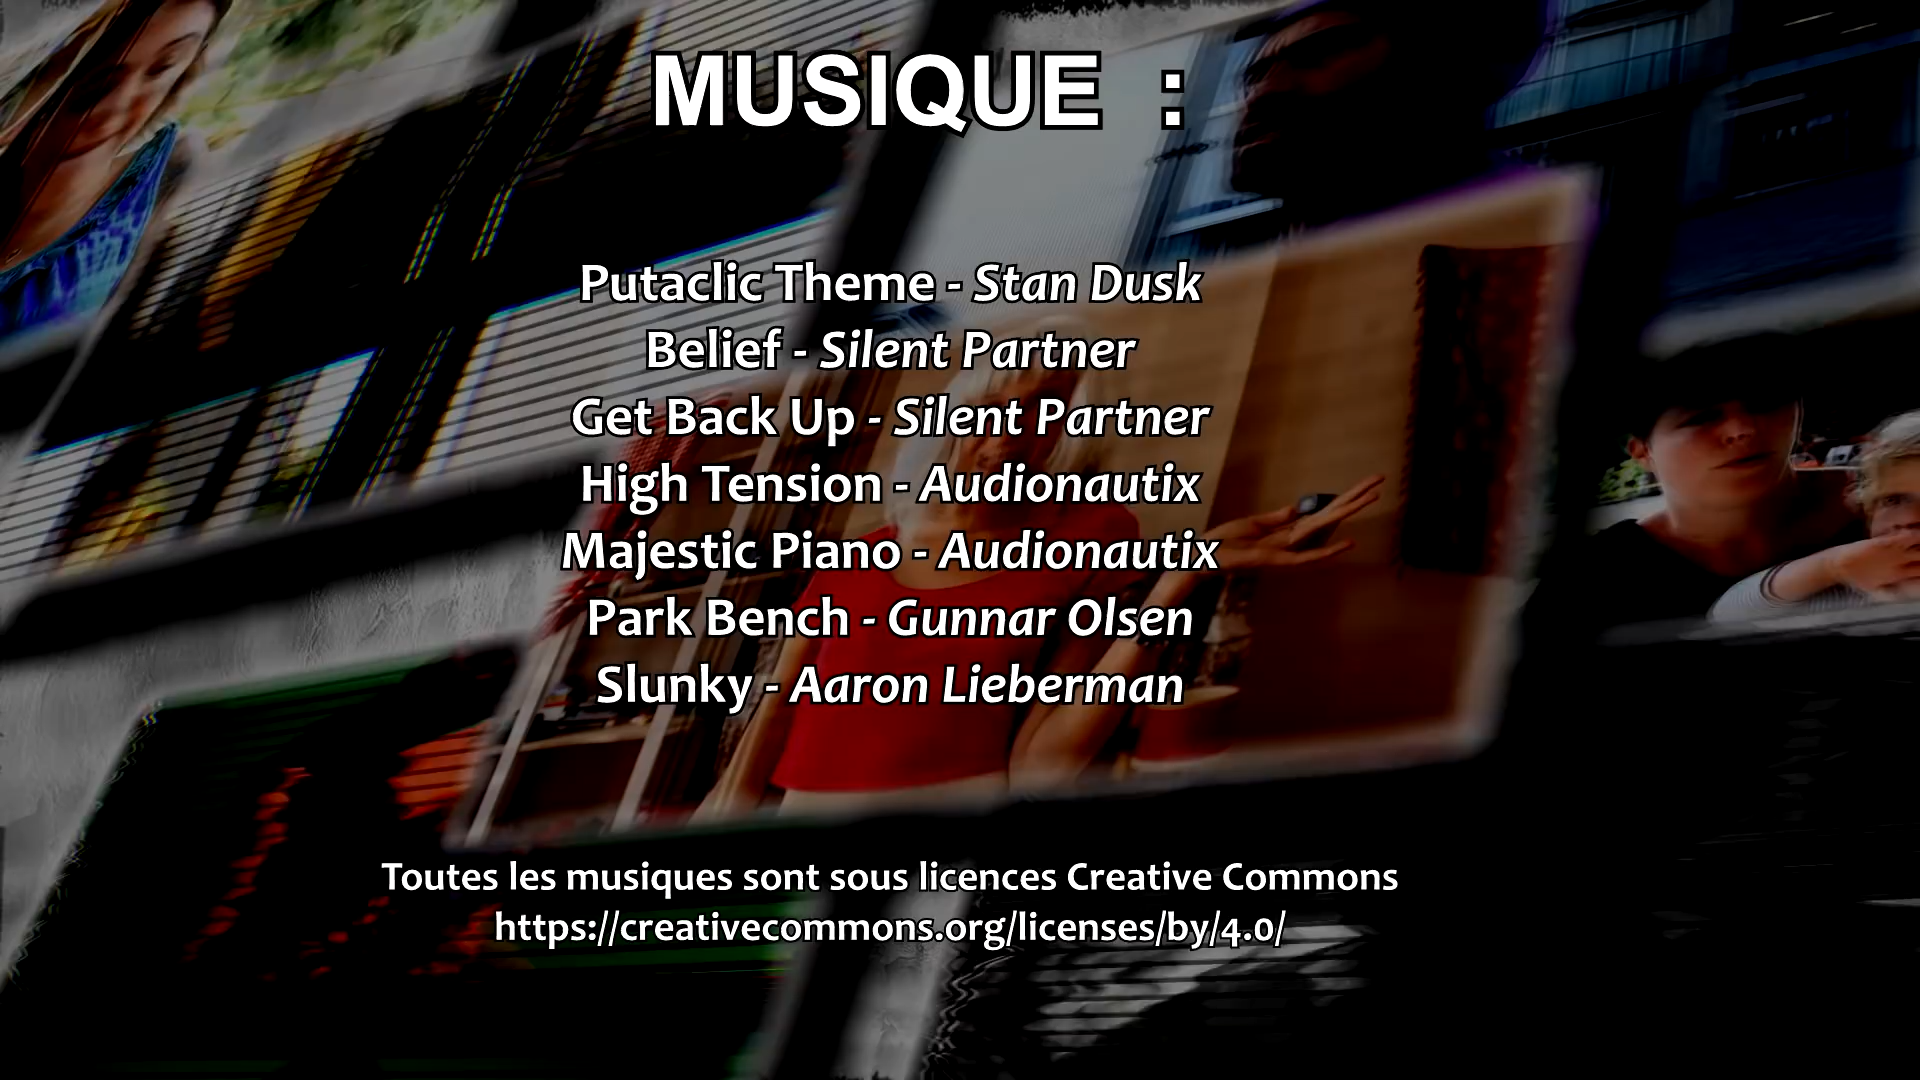 MUSIQUE :
Putaclic Theme - Stan Dusk
Belief - Silent Partner
Get Back Up - Silent Partner
High Tension - Audionautix
Majestic Piano - Audionautix
Park Bench - Gunnar Olsen
Slunky - Aaron Lieberman
Toutes les musiques sont sous licences Creative Commons
https://creativecommons.org/licenses/by/4.0/